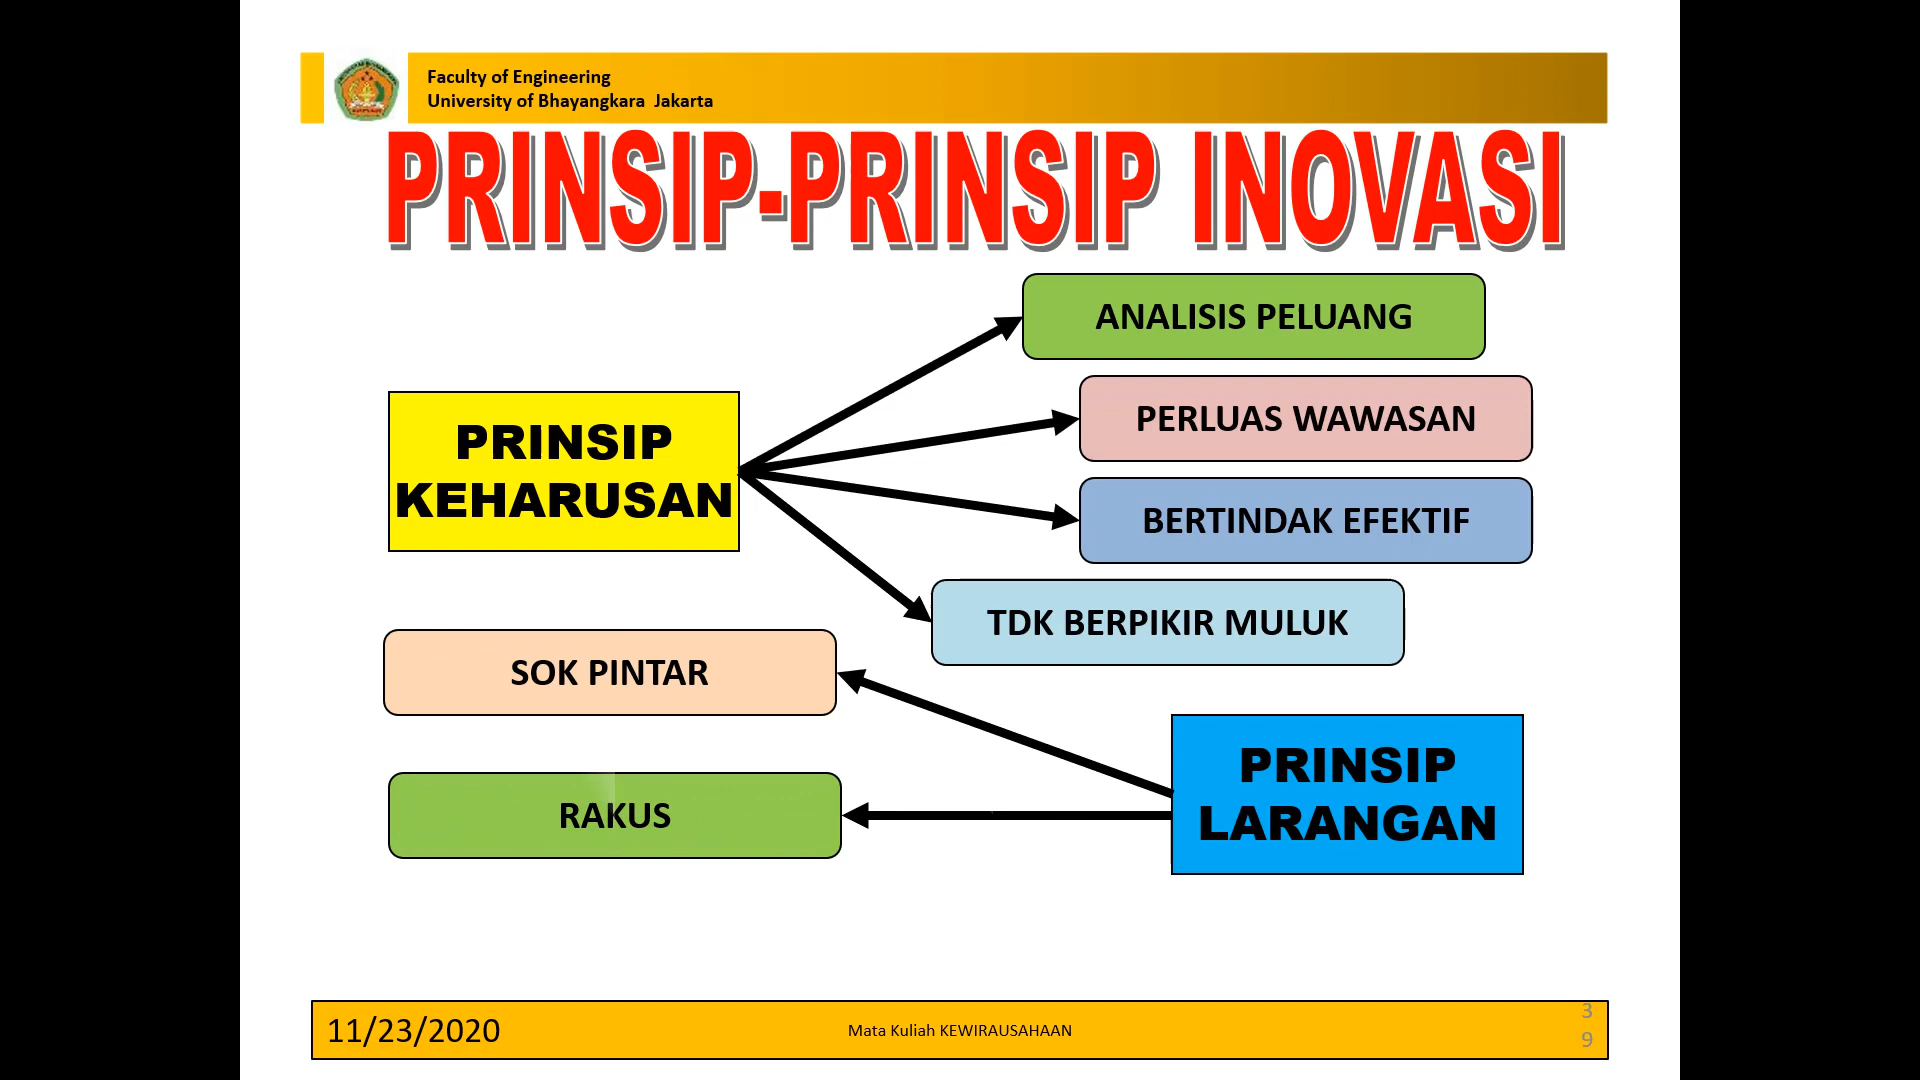 Faculty of Engineering
University of Bhayangkara Jakarta
PRINSIP-PRINSIP INOVASI
PRINSIP
KEHARUSAN
ANALISIS PELUANG
PERLUAS WAWASAN
BERTINDAK EFEKTIF
TDK BERPIKIR MULUK
SOK PINTAR
RAKUS
PRINSIP
LARANGAN
11/23/2020
Mata Kuliah KEWIRAUSAHAAN
3
9